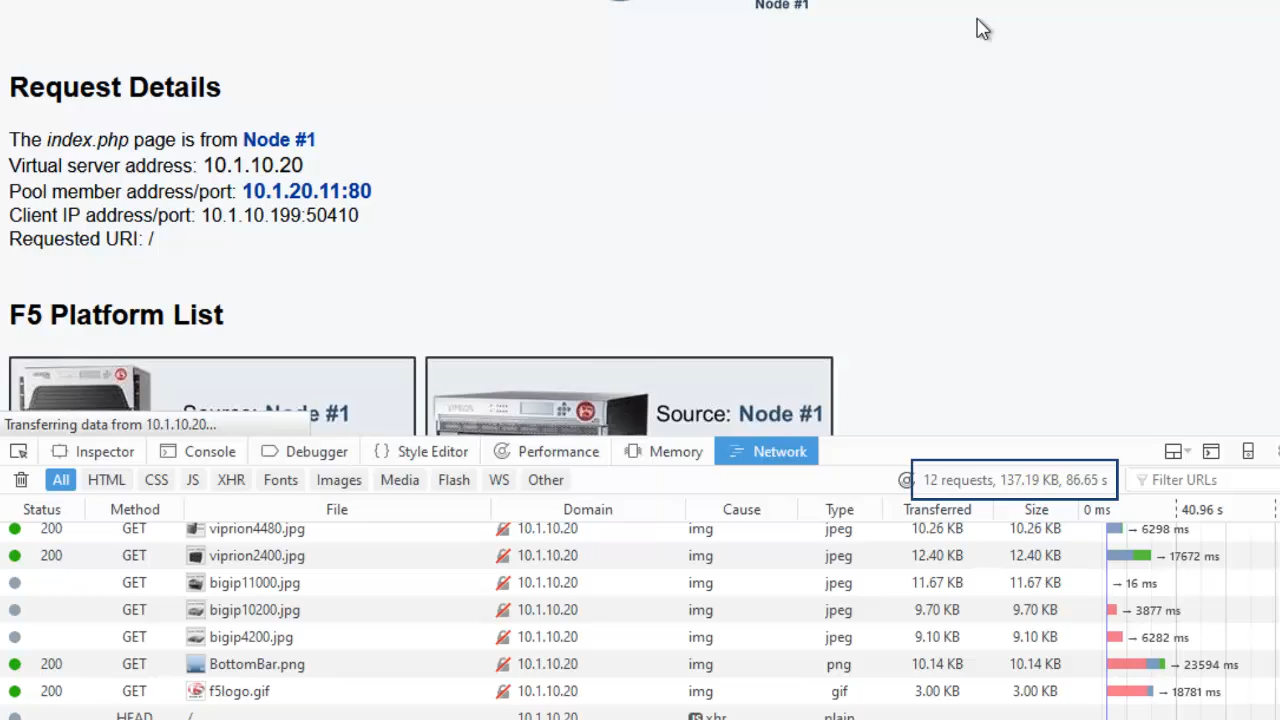 Node #1
Request Details
The index.php page is from Node #1
Virtual server address: 10.1.10.20
Pool member address/port: 10.1.20.11:80
Client IP address/port: 10.1.10.199:50410
Requested URI: /
F5 Platform List
Source: Node #1
Source: Node #1
Transferring data from 10.1.10.20...
Inspector Console Debugger Style Editor Performance Memory Network
All HTML CSS JS XHR Fonts Images Media Flash WS Other 12 requests, 137.19 KB, 86.65 s Filter URLs
Status Method File Domain Cause Type Transferred Size 0 ms 40.96 s
200 GET viprion4480.jpg 10.1.10.20 img jpeg 10.26 KB 10.26 KB → 6298 ms
200 GET viprion2400.jpg 10.1.10.20 img jpeg 12.40 KB 12.40 KB → 17672 ms
GET bigip11000.jpg 10.1.10.20 img jpeg 11.67 KB 11.67 KB → 16 ms
GET bigip10200.jpg 10.1.10.20 img jpeg 9.70 KB 9.70 KB → 3877 ms
GET bigip4200.jpg 10.1.10.20 img jpeg 9.10 KB 9.10 KB → 6282 ms
200 GET BottomBar.png 10.1.10.20 img png 10.14 KB 10.14 KB → 23594 ms
200 GET f5logo.gif 10.1.10.20 img gif 3.00 KB 3.00 KB → 18781 ms
HEAD / 10.1.10.20 JS xhr plain